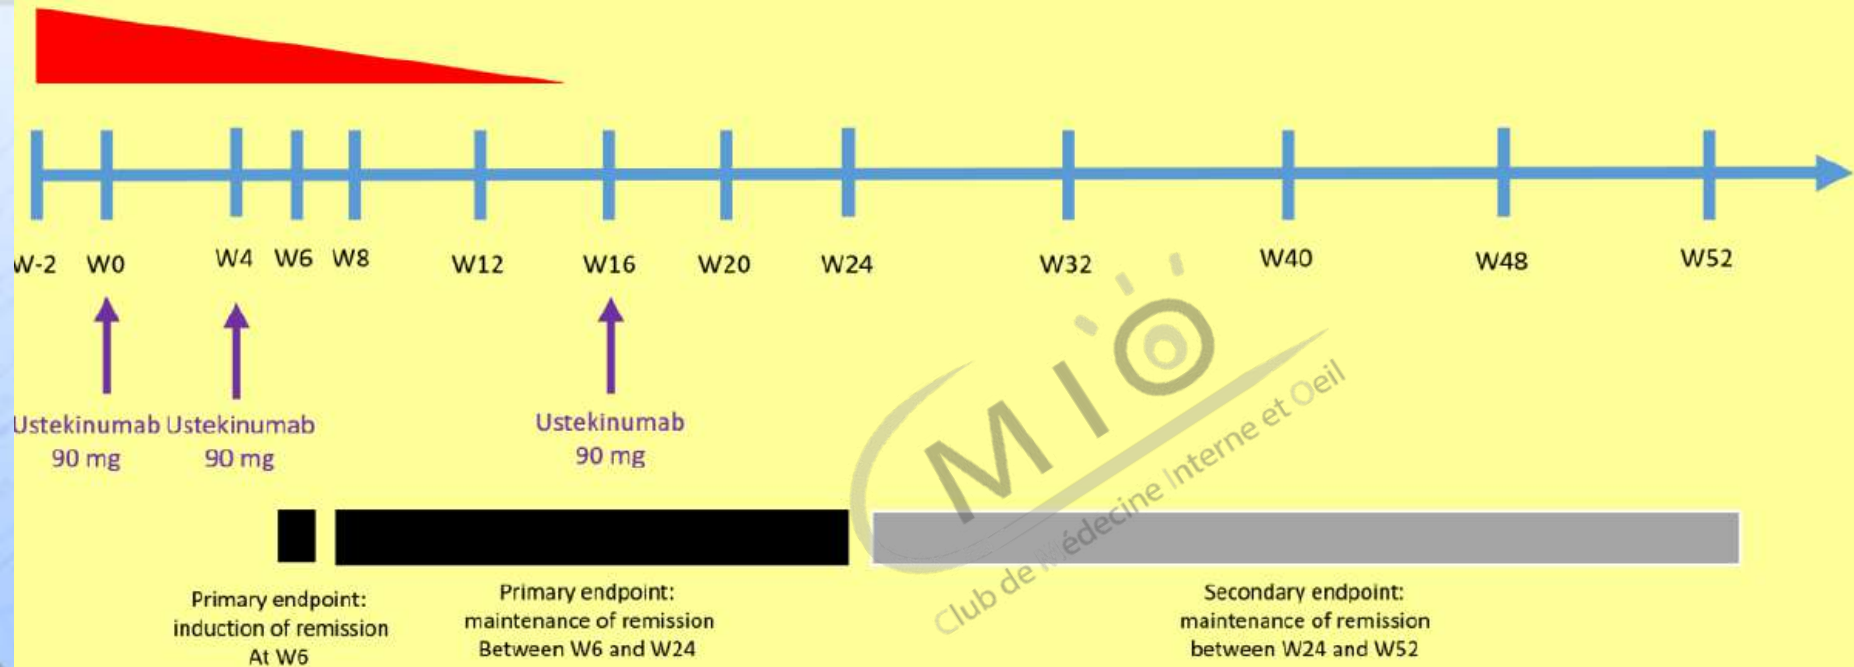 W-2 W0 W4 W6 W8 W12 W16 W20 W24 W32 W40 W48 W52
Ustekinumab Ustekinumab Ustekinumab
90 mg 90 mg 90 mg
MIO
Club de Médecine Interne et Oeil
Primary endpoint:
induction of remission
At W6
Primary endpoint:
maintenance of remission
Between W6 and W24
Secondary endpoint:
maintenance of remission
between W24 and W52